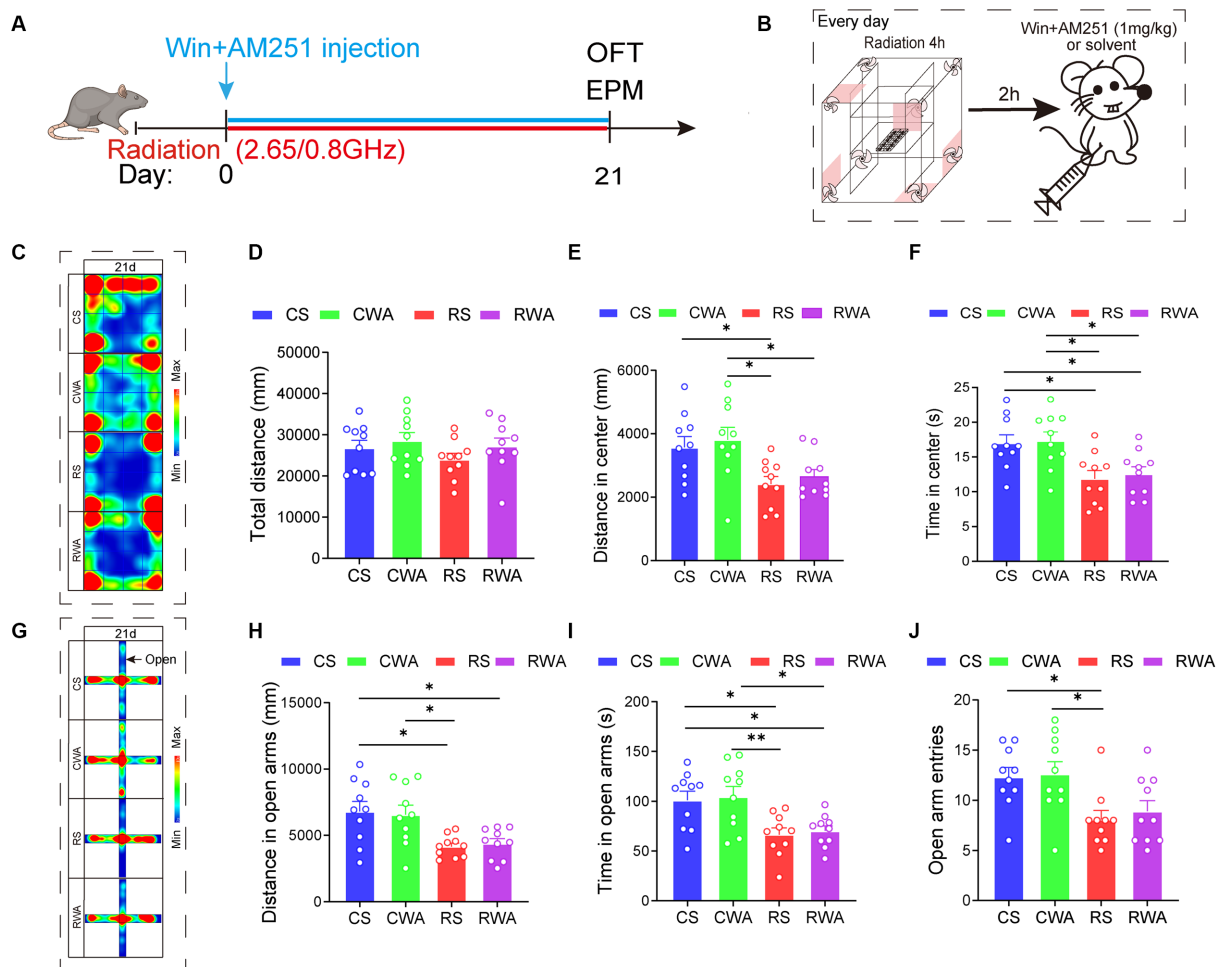 A
Win+AM251 injection
OFT
EPM
Radiation (2.65/0.8GHz)
Day:
0
21
B
Every day
Radiation 4h
2h
Win+AM251 (1mg/kg)
or solvent
C
21d
CS
CWA
RS
RWA
Max
Min
D
CS CWA RS RWA
Total distance (mm)
50000
40000
30000
20000
10000
0
CS CWA RS RWA
E
CS CWA RS RWA
*
*
*
Distance in center (mm)
6000
4000
2000
0
CS CWA RS RWA
F
CS CWA RS RWA
*
*
*
*
Time in center (s)
25
20
15
10
5
0
CS CWA RS RWA
G
21d
Open
CS
CWA
RS
RWA
Max
Min
H
CS CWA RS RWA
*
*
*
Distance in open arms (mm)
15000
10000
5000
0
CS CWA RS RWA
I
CS CWA RS RWA
*
*
*
**
Time in open arms (s)
200
150
100
50
0
CS CWA RS RWA
J
CS CWA RS RWA
*
*
Open arm entries
20
15
10
5
0
CS CWA RS RWA